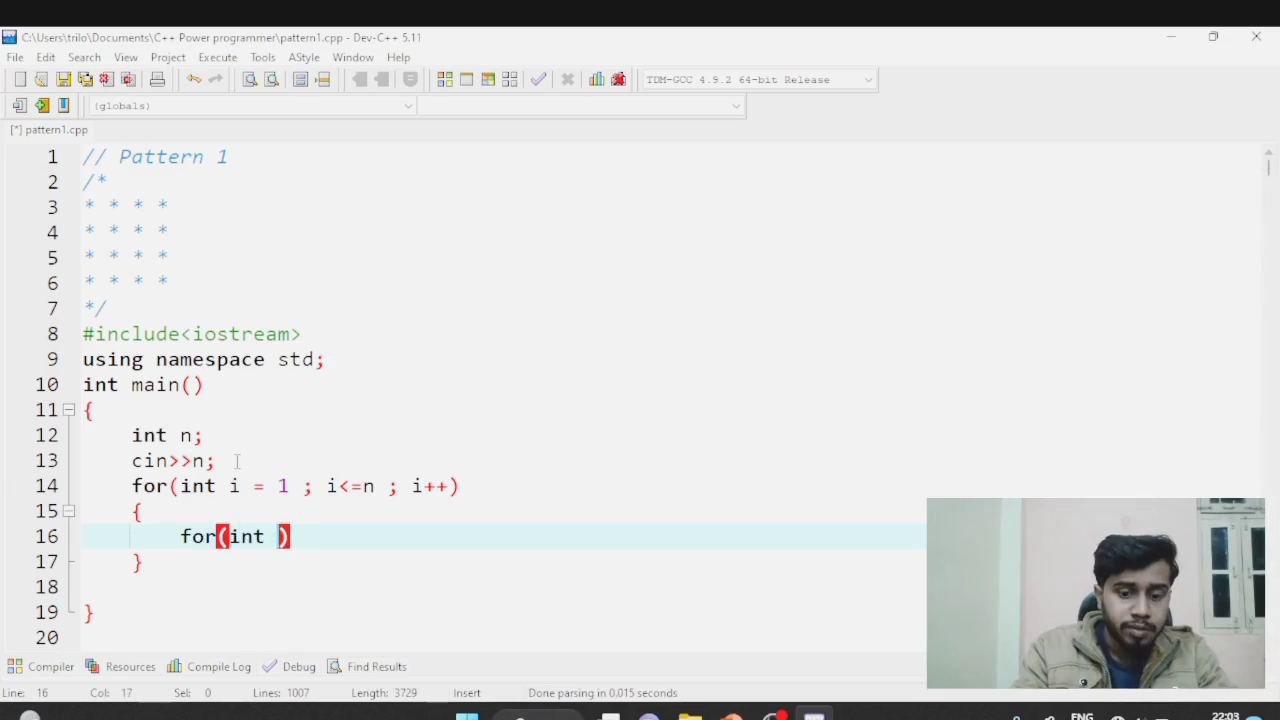 C:\Users\trilo\Documents\C++ Power programmer\pattern1.cpp - Dev-C++ 5.11
File Edit Search View Project Execute Tools AStyle Window Help
TDM-GCC 4.9.2 64-bit Release
(globals)
[*] pattern1.cpp
1 // Pattern 1
2 /*
3 * * * *
4 * * * *
5 * * * *
6 * * * *
7 */
8 #include<iostream>
9 using namespace std;
10 int main()
11 {
12 int n;
13 cin>>n;
14 for(int i = 1 ; i<=n ; i++)
15 {
16 for(int )
17 }
18
19 }
20
Compiler Resources Compile Log Debug Find Results
Line: 16 Col: 17 Sel: 0 Lines: 1007 Length: 3729 Insert Done parsing in 0.015 seconds
ENG 22:03